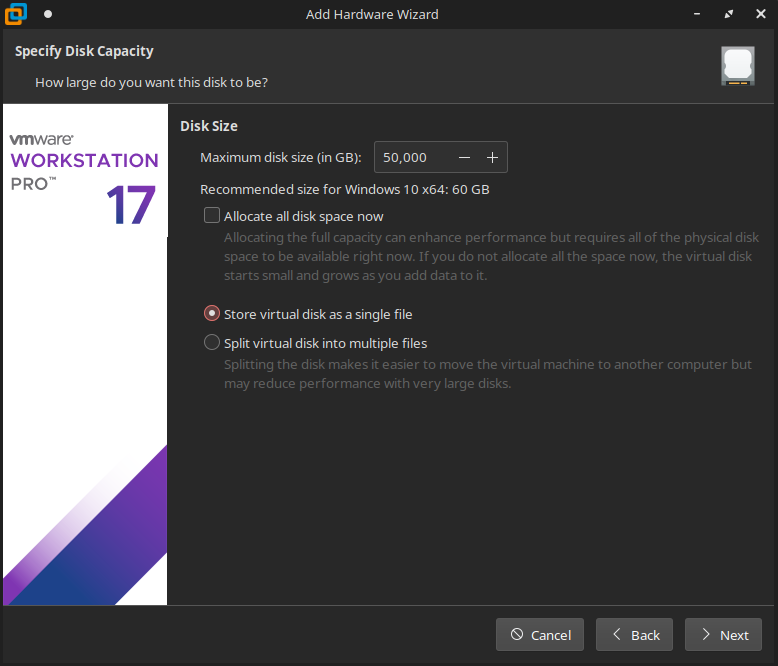 Add Hardware Wizard
Specify Disk Capacity
How large do you want this disk to be?
vmware®
WORKSTATION
PRO™
17
Disk Size
Maximum disk size (in GB): 50,000
Recommended size for Windows 10 x64: 60 GB
Allocate all disk space now
Allocating the full capacity can enhance performance but requires all of the physical disk
space to be available right now. If you do not allocate all the space now, the virtual disk
starts small and grows as you add data to it.
Store virtual disk as a single file
Split virtual disk into multiple files
Splitting the disk makes it easier to move the virtual machine to another computer but
may reduce performance with very large disks.
Cancel Back Next